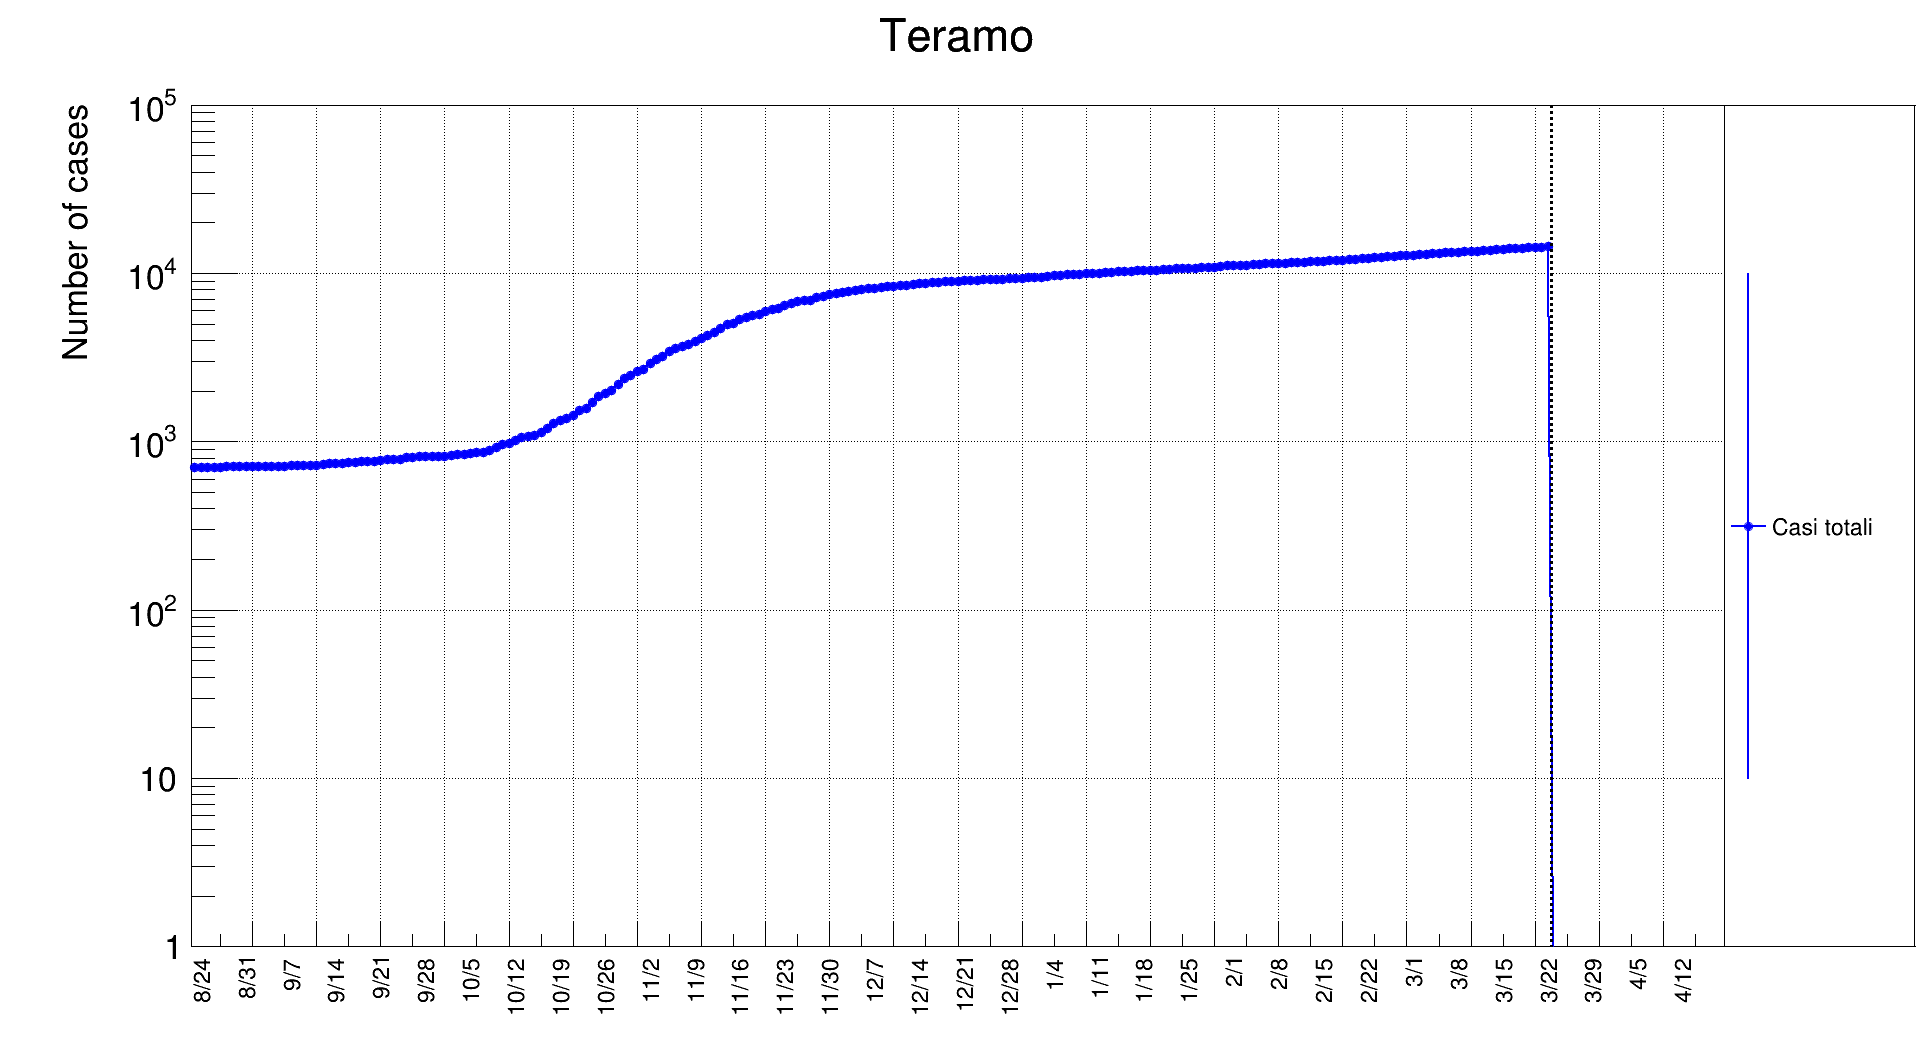 Teramo
Number of cases
10^5
10^4
10^3
10^2
10
1
8/24 8/31 9/7 9/14 9/21 9/28 10/5 10/12 10/19 10/26 11/2 11/9 11/16 11/23 11/30 12/7 12/14 12/21 12/28 1/4 1/11 1/18 1/25 2/1 2/8 2/15 2/22 3/1 3/8 3/15 3/22 3/29 4/5 4/12
Casi totali